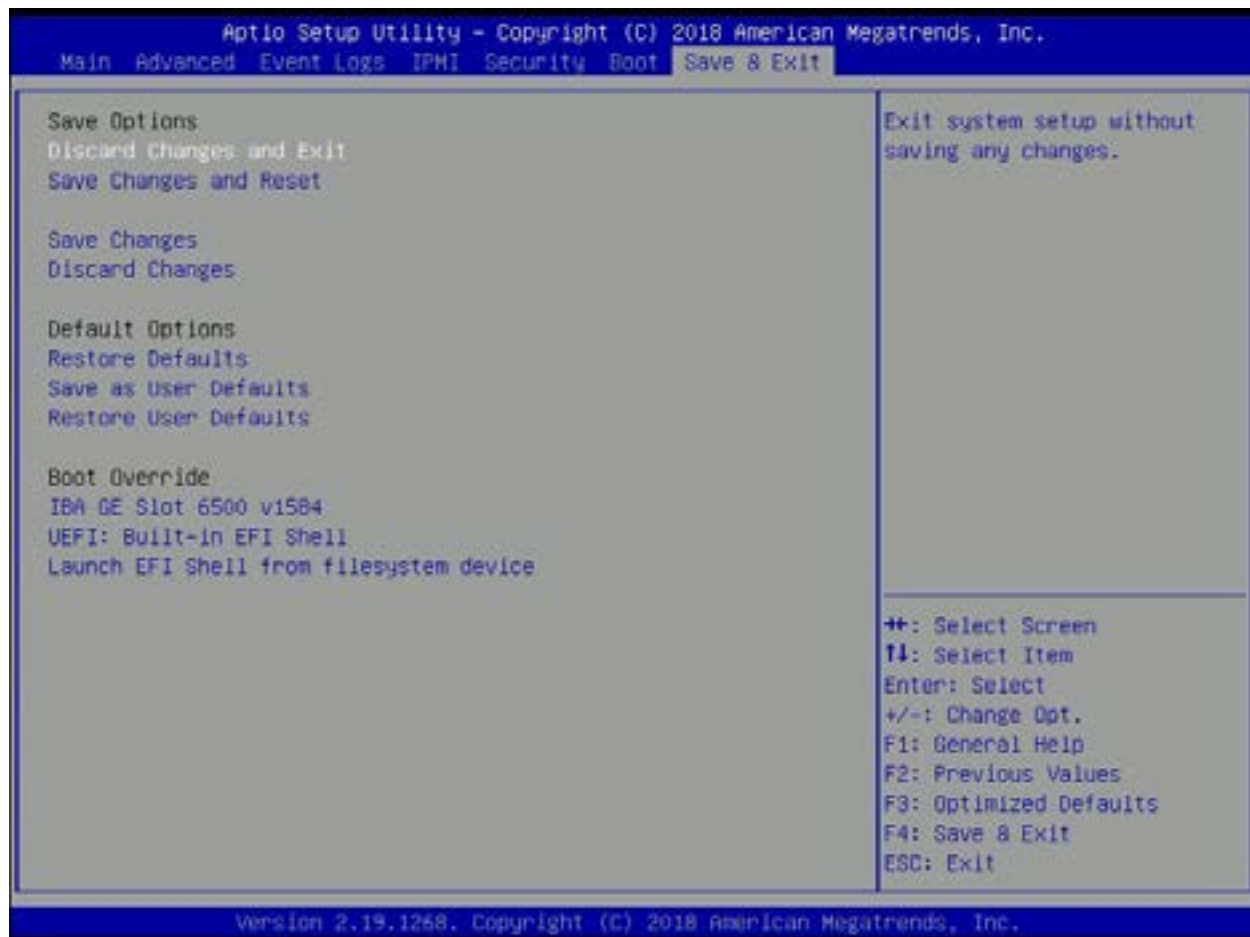 Aptio Setup Utility – Copyright (C) 2018 American Megatrends, Inc.
Main Advanced Event Logs IPMI Security Boot Save & Exit
Save Options
Discard Changes and Exit
Save Changes and Reset
Save Changes
Discard Changes
Default Options
Restore Defaults
Save as User Defaults
Restore User Defaults
Boot Override
IBA GE Slot 6500 v1584
UEFI: Built-in EFI Shell
Launch EFI Shell from filesystem device
Exit system setup without
saving any changes.
→←: Select Screen
↑↓: Select Item
Enter: Select
+/-: Change Opt.
F1: General Help
F2: Previous Values
F3: Optimized Defaults
F4: Save & Exit
ESC: Exit
Version 2.19.1268. Copyright (C) 2018 American Megatrends, Inc.